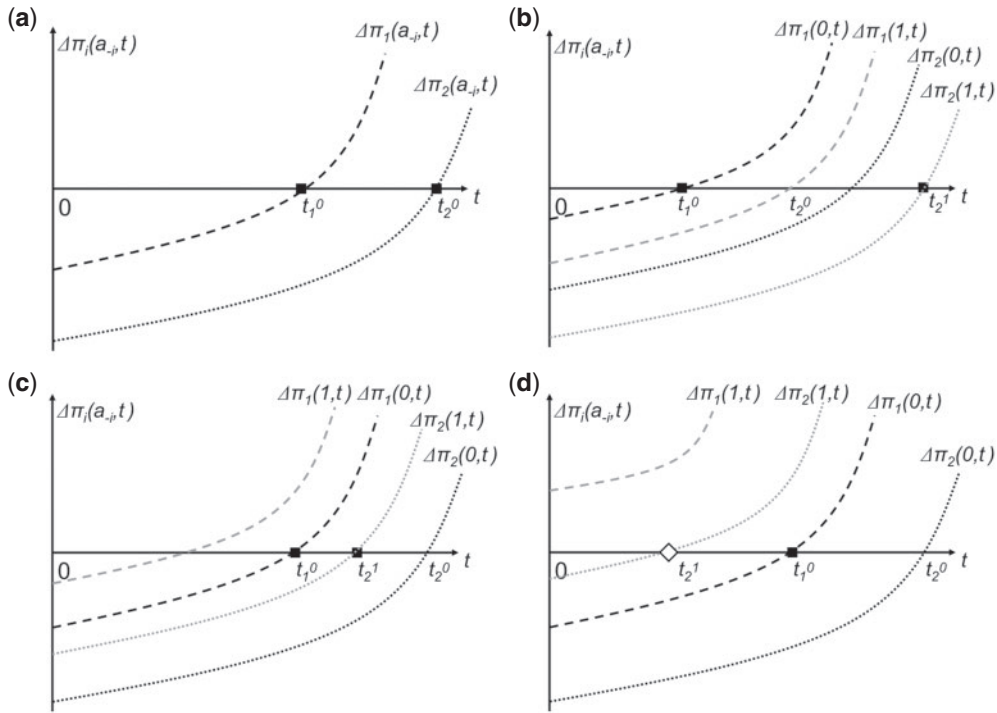 (a)
Δπ₁(a₋ᵢ,t)
Δπᵢ(a₋ᵢ,t)
Δπ₂(a₋ᵢ,t)
0
t₁⁰
t₂⁰
t
(b)
Δπ₁(0,t)
Δπ₁(1,t)
Δπᵢ(a₋ᵢ,t)
Δπ₂(0,t)
Δπ₂(1,t)
0
t₁⁰
t₂⁰
t₂¹
t
(c)
Δπ₁(1,t)
Δπ₁(0,t)
Δπᵢ(a₋ᵢ,t)
Δπ₂(1,t)
Δπ₂(0,t)
0
t₁⁰
t₂¹
t₂⁰
t
(d)
Δπ₁(1,t)
Δπ₂(1,t)
Δπ₁(0,t)
Δπᵢ(a₋ᵢ,t)
Δπ₂(0,t)
0
t₂¹
t₁⁰
t₂⁰
t